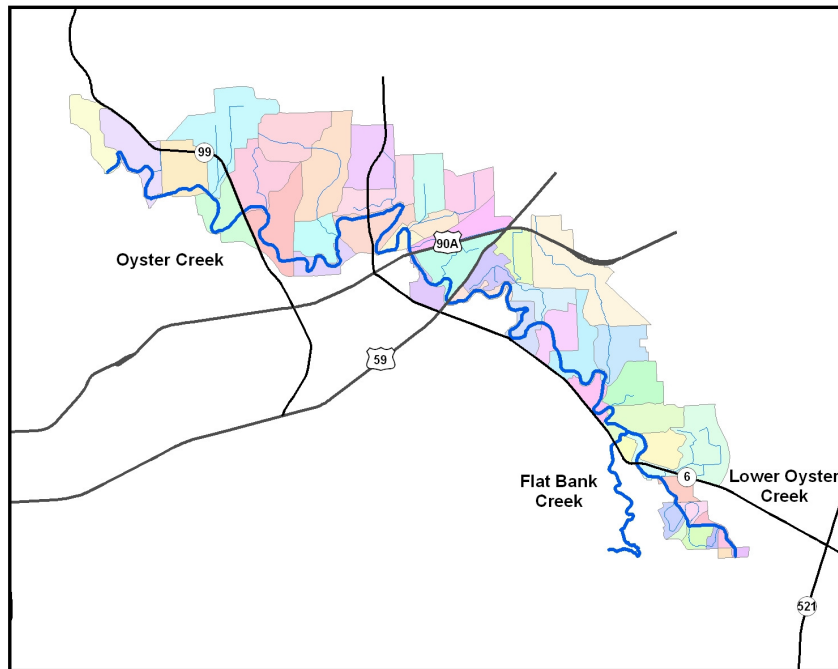 99
Oyster Creek
90A
59
Flat Bank
Creek
6
Lower Oyster
Creek
521